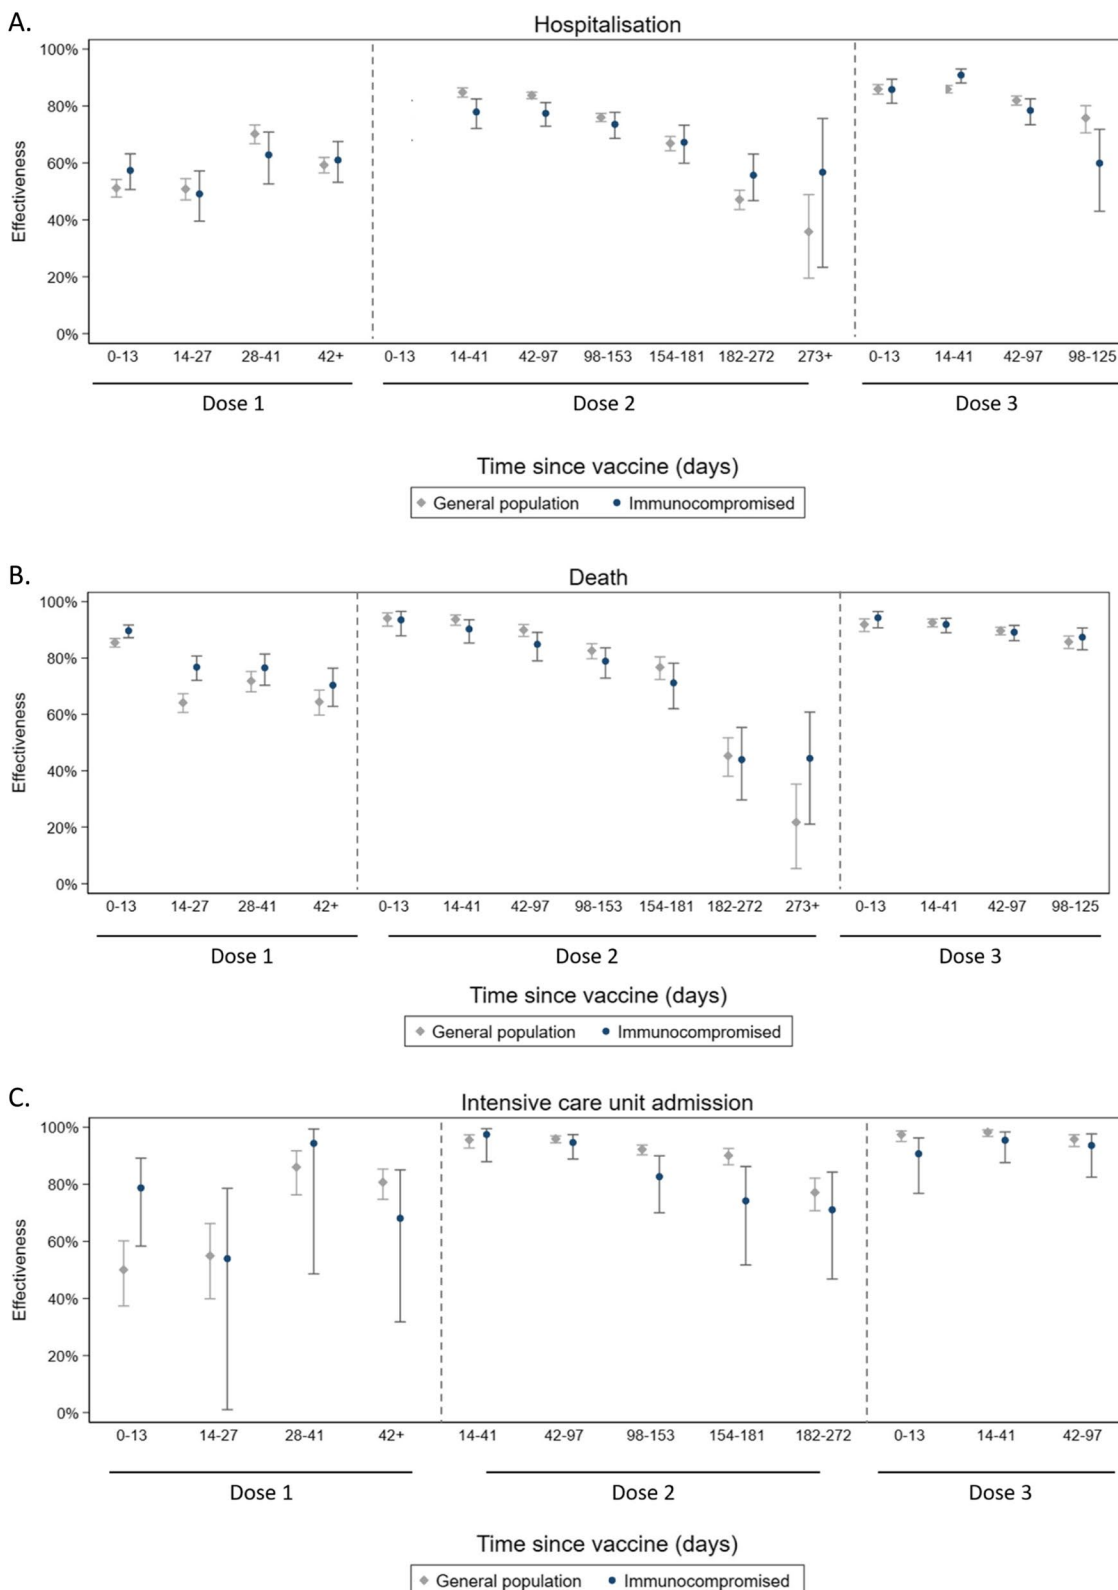 A.
Hospitalisation
100%
80%
60%
40%
20%
0%
Effectiveness
0-13 14-27 28-41 42+ 0-13 14-41 42-97 98-153 154-181 182-272 273+ 0-13 14-41 42-97 98-125
Dose 1 Dose 2 Dose 3
Time since vaccine (days)
General population Immunocompromised
B.
Death
100%
80%
60%
40%
20%
0%
Effectiveness
0-13 14-27 28-41 42+ 0-13 14-41 42-97 98-153 154-181 182-272 273+ 0-13 14-41 42-97 98-125
Dose 1 Dose 2 Dose 3
Time since vaccine (days)
General population Immunocompromised
C.
Intensive care unit admission
100%
80%
60%
40%
20%
0%
Effectiveness
0-13 14-27 28-41 42+ 14-41 42-97 98-153 154-181 182-272 0-13 14-41 42-97
Dose 1 Dose 2 Dose 3
Time since vaccine (days)
General population Immunocompromised